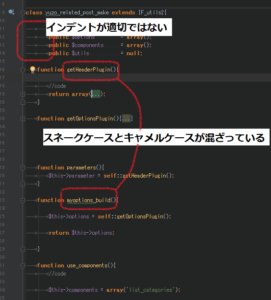 class yuzo_related_post_make extends IF_utils2{
インデントが適切ではない
public $options = array();
public $components = array();
public $utils = null;
function getHeaderPlugin()
//code
return array(...);
}
function getOptionsPlugin(){...}
スネークケースとキャメルケースが混ざっている
function parameters(){
$this->parameter = self::getHeaderPlugin();
}
function myoptions_build(){
$this->options = self::getOptionsPlugin();
return $this->options;
}
function use_components(){
//code
$this->components = array('list_categories');